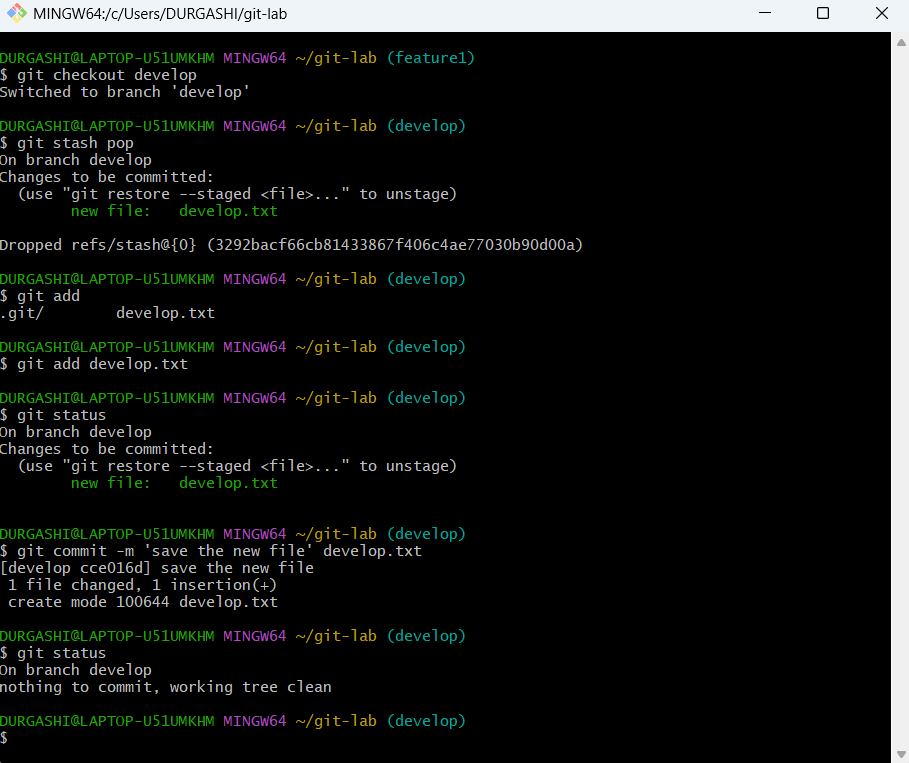 MINGW64:/c/Users/DURGASHI/git-lab
DURGASHI@LAPTOP-U51UMKHM MINGW64 ~/git-lab (feature1)
$ git checkout develop
Switched to branch 'develop'
DURGASHI@LAPTOP-U51UMKHM MINGW64 ~/git-lab (develop)
$ git stash pop
On branch develop
Changes to be committed:
  (use "git restore --staged <file>..." to unstage)
        new file:   develop.txt
Dropped refs/stash@{0} (3292bacf66cb81433867f406c4ae77030b90d00a)
DURGASHI@LAPTOP-U51UMKHM MINGW64 ~/git-lab (develop)
$ git add
.git/        develop.txt
DURGASHI@LAPTOP-U51UMKHM MINGW64 ~/git-lab (develop)
$ git add develop.txt
DURGASHI@LAPTOP-U51UMKHM MINGW64 ~/git-lab (develop)
$ git status
On branch develop
Changes to be committed:
  (use "git restore --staged <file>..." to unstage)
        new file:   develop.txt
DURGASHI@LAPTOP-U51UMKHM MINGW64 ~/git-lab (develop)
$ git commit -m 'save the new file' develop.txt
[develop cce016d] save the new file
 1 file changed, 1 insertion(+)
 create mode 100644 develop.txt
DURGASHI@LAPTOP-U51UMKHM MINGW64 ~/git-lab (develop)
$ git status
On branch develop
nothing to commit, working tree clean
DURGASHI@LAPTOP-U51UMKHM MINGW64 ~/git-lab (develop)
$